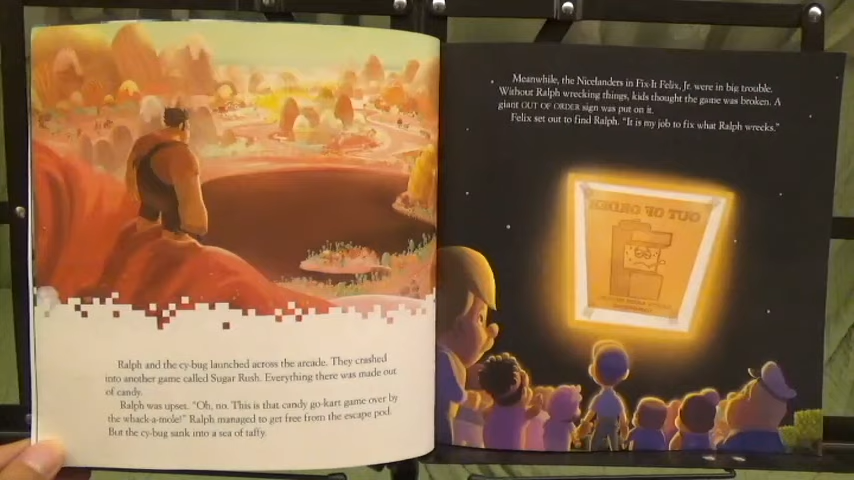 Ralph and the cy-bug launched across the arcade. They crashed
into another game called Sugar Rush. Everything there was made out
of candy.
Ralph was upset. "Oh, no. This is that candy go-kart game over by
the whack-a-mole!" Ralph managed to get free from the escape pod.
But the cy-bug sank into a sea of taffy.
Meanwhile, the Nicelanders in Fix-It Felix, Jr. were in big trouble.
Without Ralph wrecking things, kids thought the game was broken. A
giant OUT OF ORDER sign was put on it.
Felix set out to find Ralph. "It is my job to fix what Ralph wrecks."
OUT OF ORDER